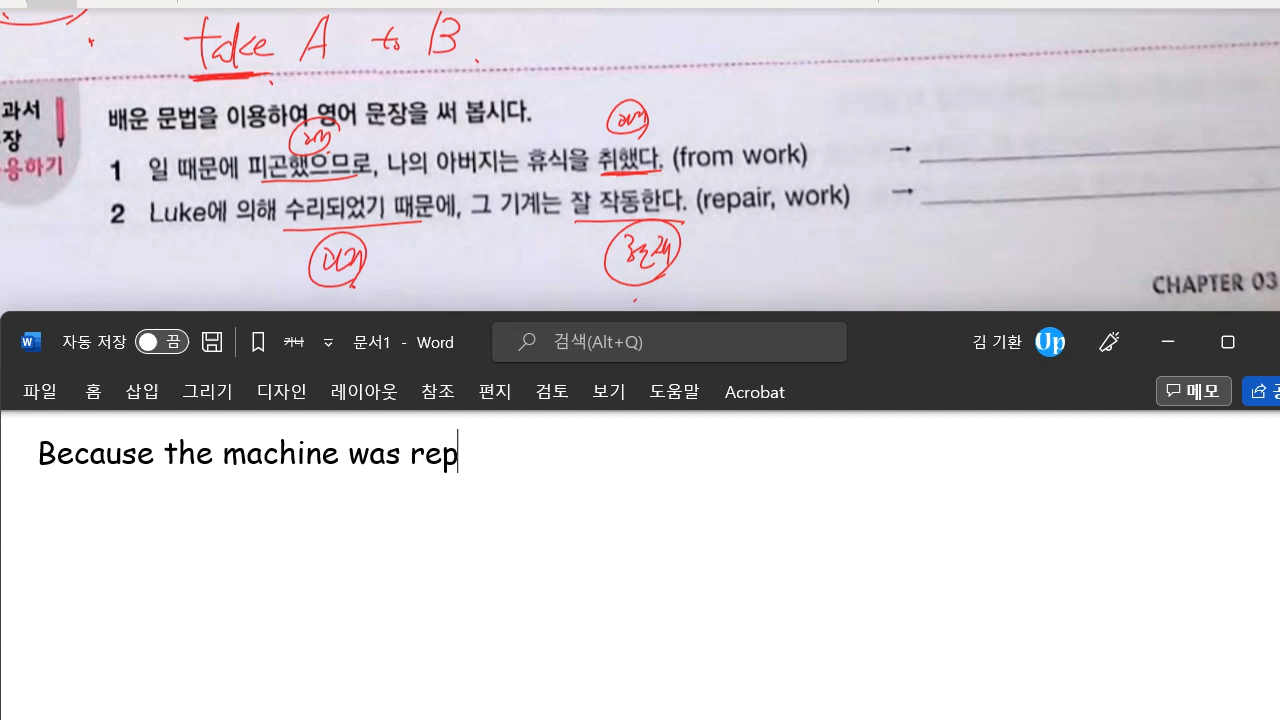 take A to B
과서
장
응하기
배운 문법을 이용하여 영어 문장을 써 봅시다.
1 일 때문에 피곤했으므로, 나의 아버지는 휴식을 취했다. (from work) →
2 Luke에 의해 수리되었기 때문에, 그 기계는 잘 작동한다. (repair, work) →
과거
CHAPTER 03
자동 저장 끔 가나 문서1 - Word 검색(Alt+Q) 김 기환 Up
파일 홈 삽입 그리기 디자인 레이아웃 참조 편지 검토 보기 도움말 Acrobat 메모
Because the machine was rep